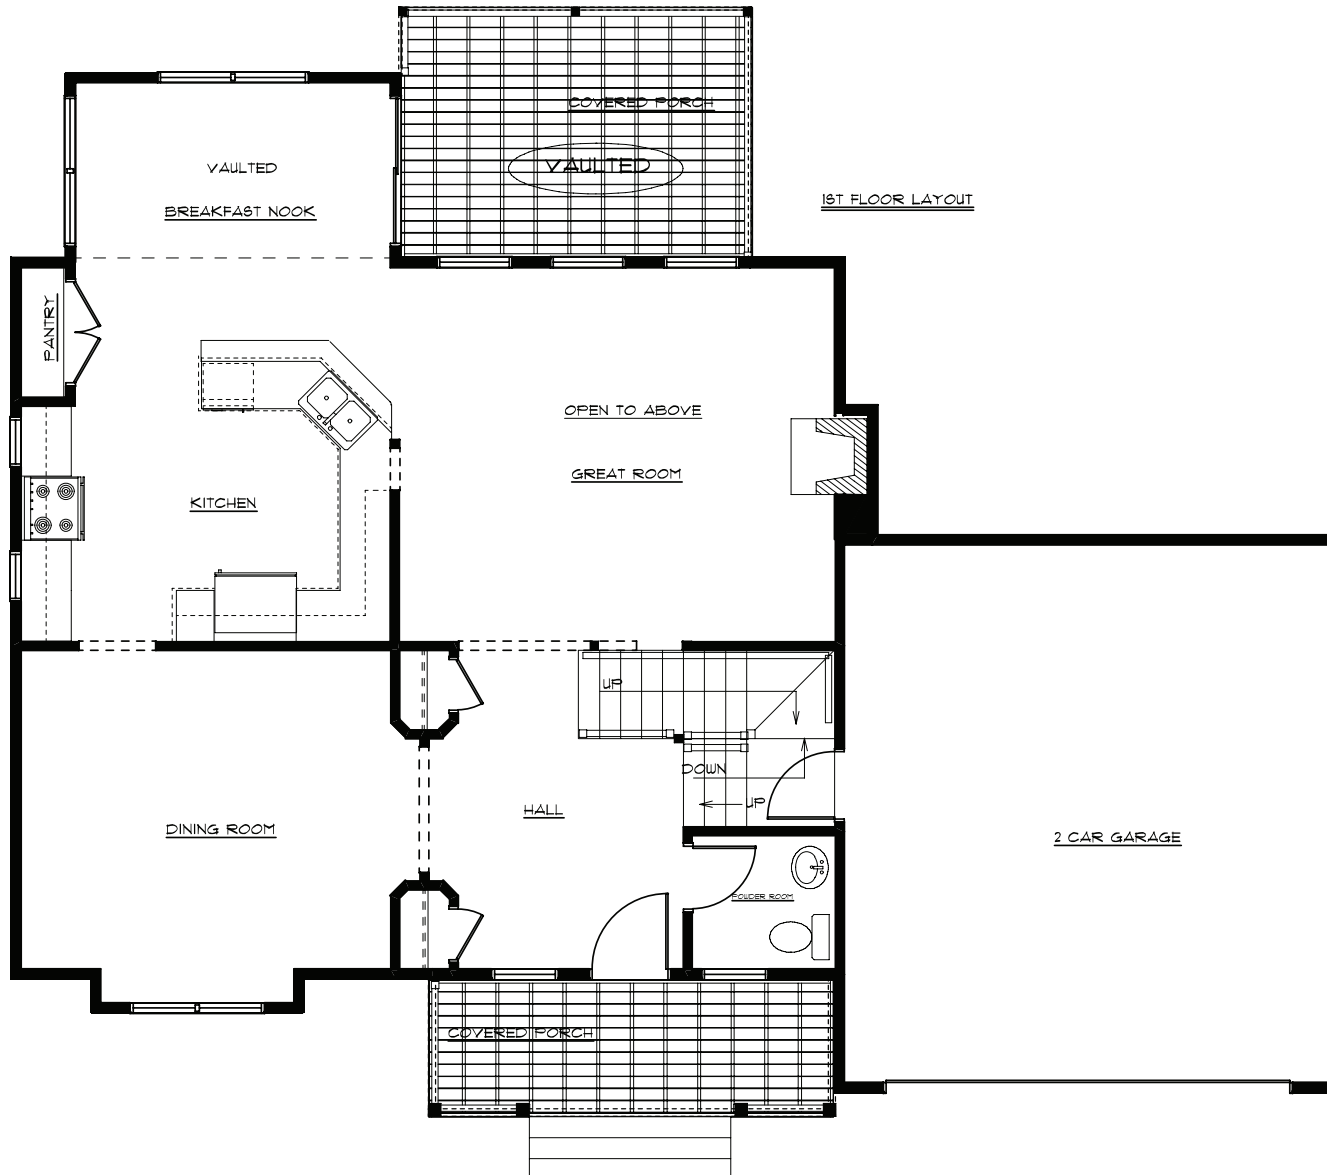 COVERED PORCH
VAULTED
VAULTED
BREAKFAST NOOK
1ST FLOOR LAYOUT
PANTRY
OPEN TO ABOVE
GREAT ROOM
KITCHEN
UP
DOWN
UP
HALL
DINING ROOM
2 CAR GARAGE
POWDER ROOM
COVERED PORCH